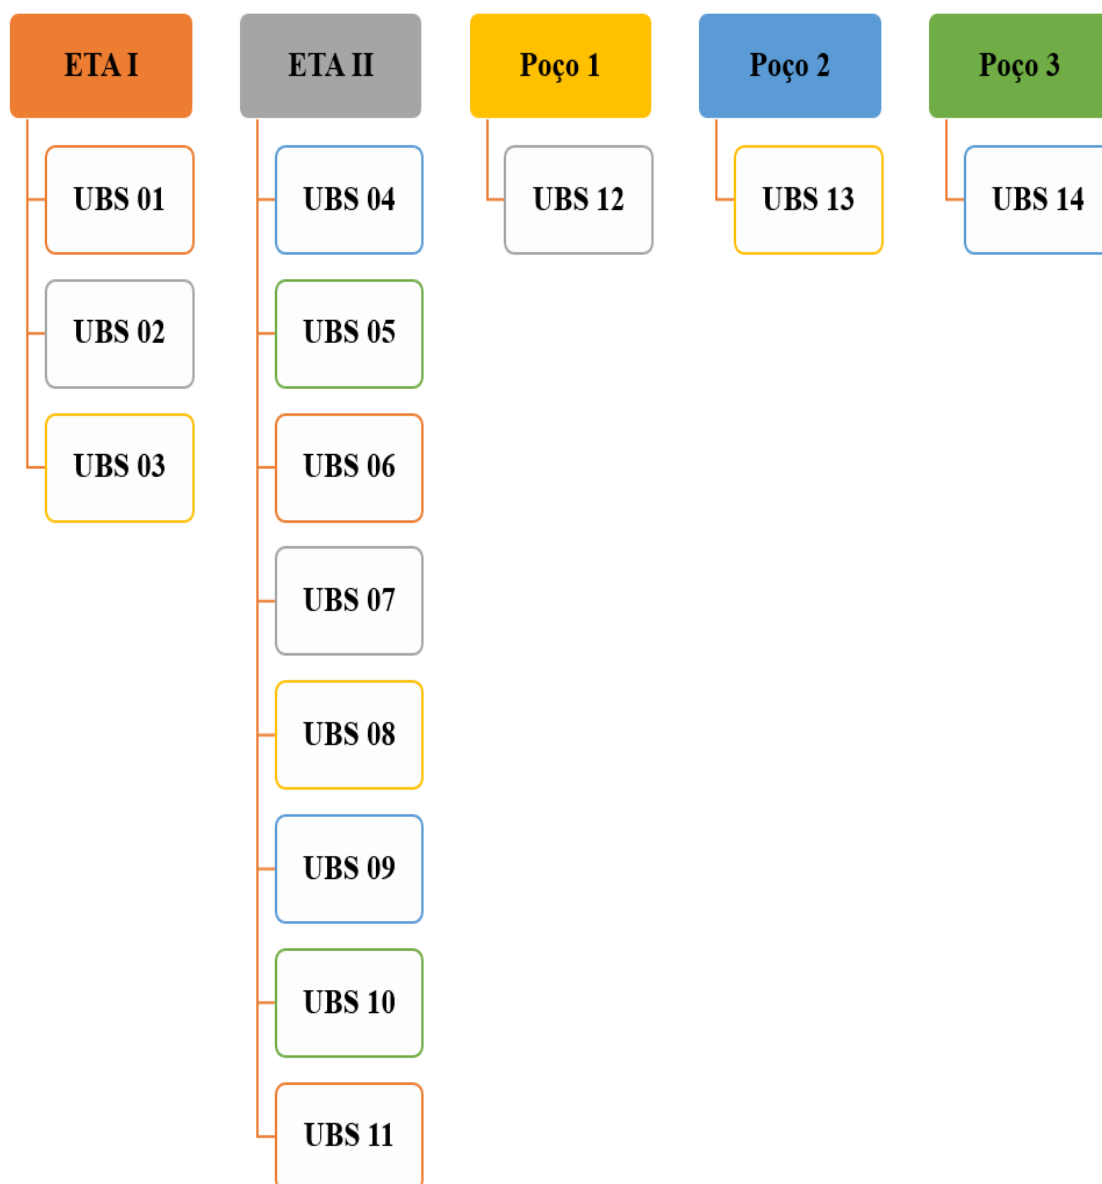 ETA I
UBS 01
UBS 02
UBS 03
ETA II
UBS 04
UBS 05
UBS 06
UBS 07
UBS 08
UBS 09
UBS 10
UBS 11
Poço 1
UBS 12
Poço 2
UBS 13
Poço 3
UBS 14